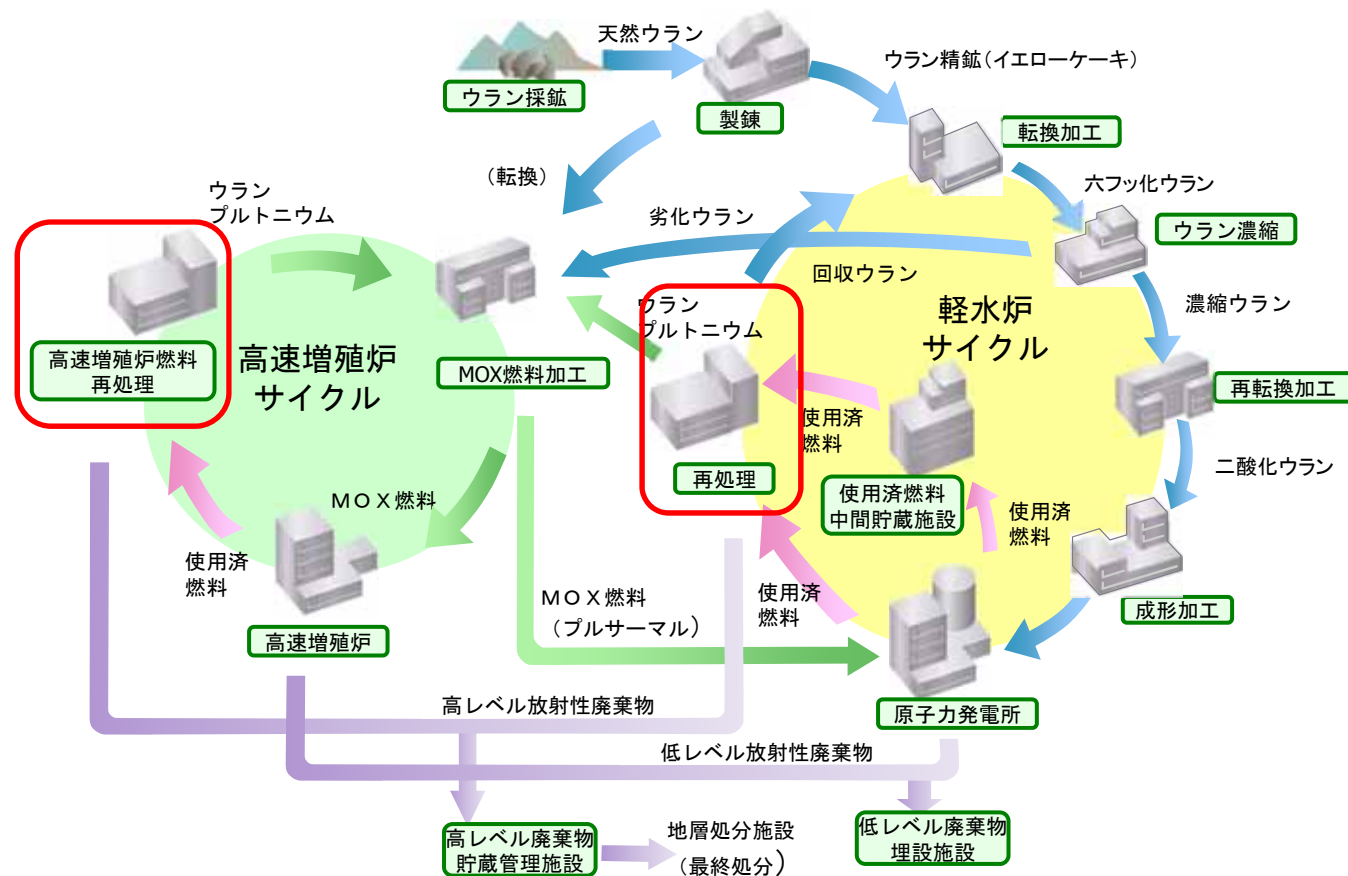 天然ウラン
ウラン採鉱
製錬
ウラン精鉱(イエローケーキ)
転換加工
(転換)
六フッ化ウラン
ウラン
プルトニウム
劣化ウラン
ウラン濃縮
回収ウラン
濃縮ウラン
ウラン
プルトニウム
軽水炉
サイクル
高速増殖炉燃料
再処理
高速増殖炉
サイクル
MOX燃料加工
再転換加工
使用済
燃料
再処理
二酸化ウラン
使用済燃料
中間貯蔵施設
MOX燃料
使用済
燃料
使用済
燃料
使用済
燃料
MOX燃料
(プルサーマル)
成形加工
高速増殖炉
高レベル放射性廃棄物
原子力発電所
低レベル放射性廃棄物
高レベル廃棄物
貯蔵管理施設
地層処分施設
(最終処分)
低レベル廃棄物
埋設施設